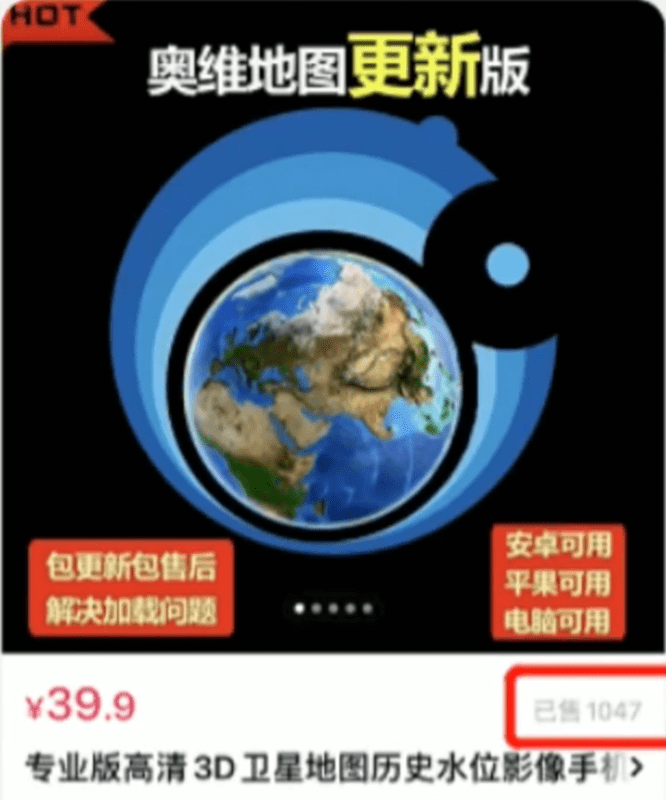 HOT
奥维地图更新版
包更新包售后
解决加载问题
安卓可用
平果可用
电脑可用
¥39.9
已售1047
专业版高清3D卫星地图历史水位影像手机